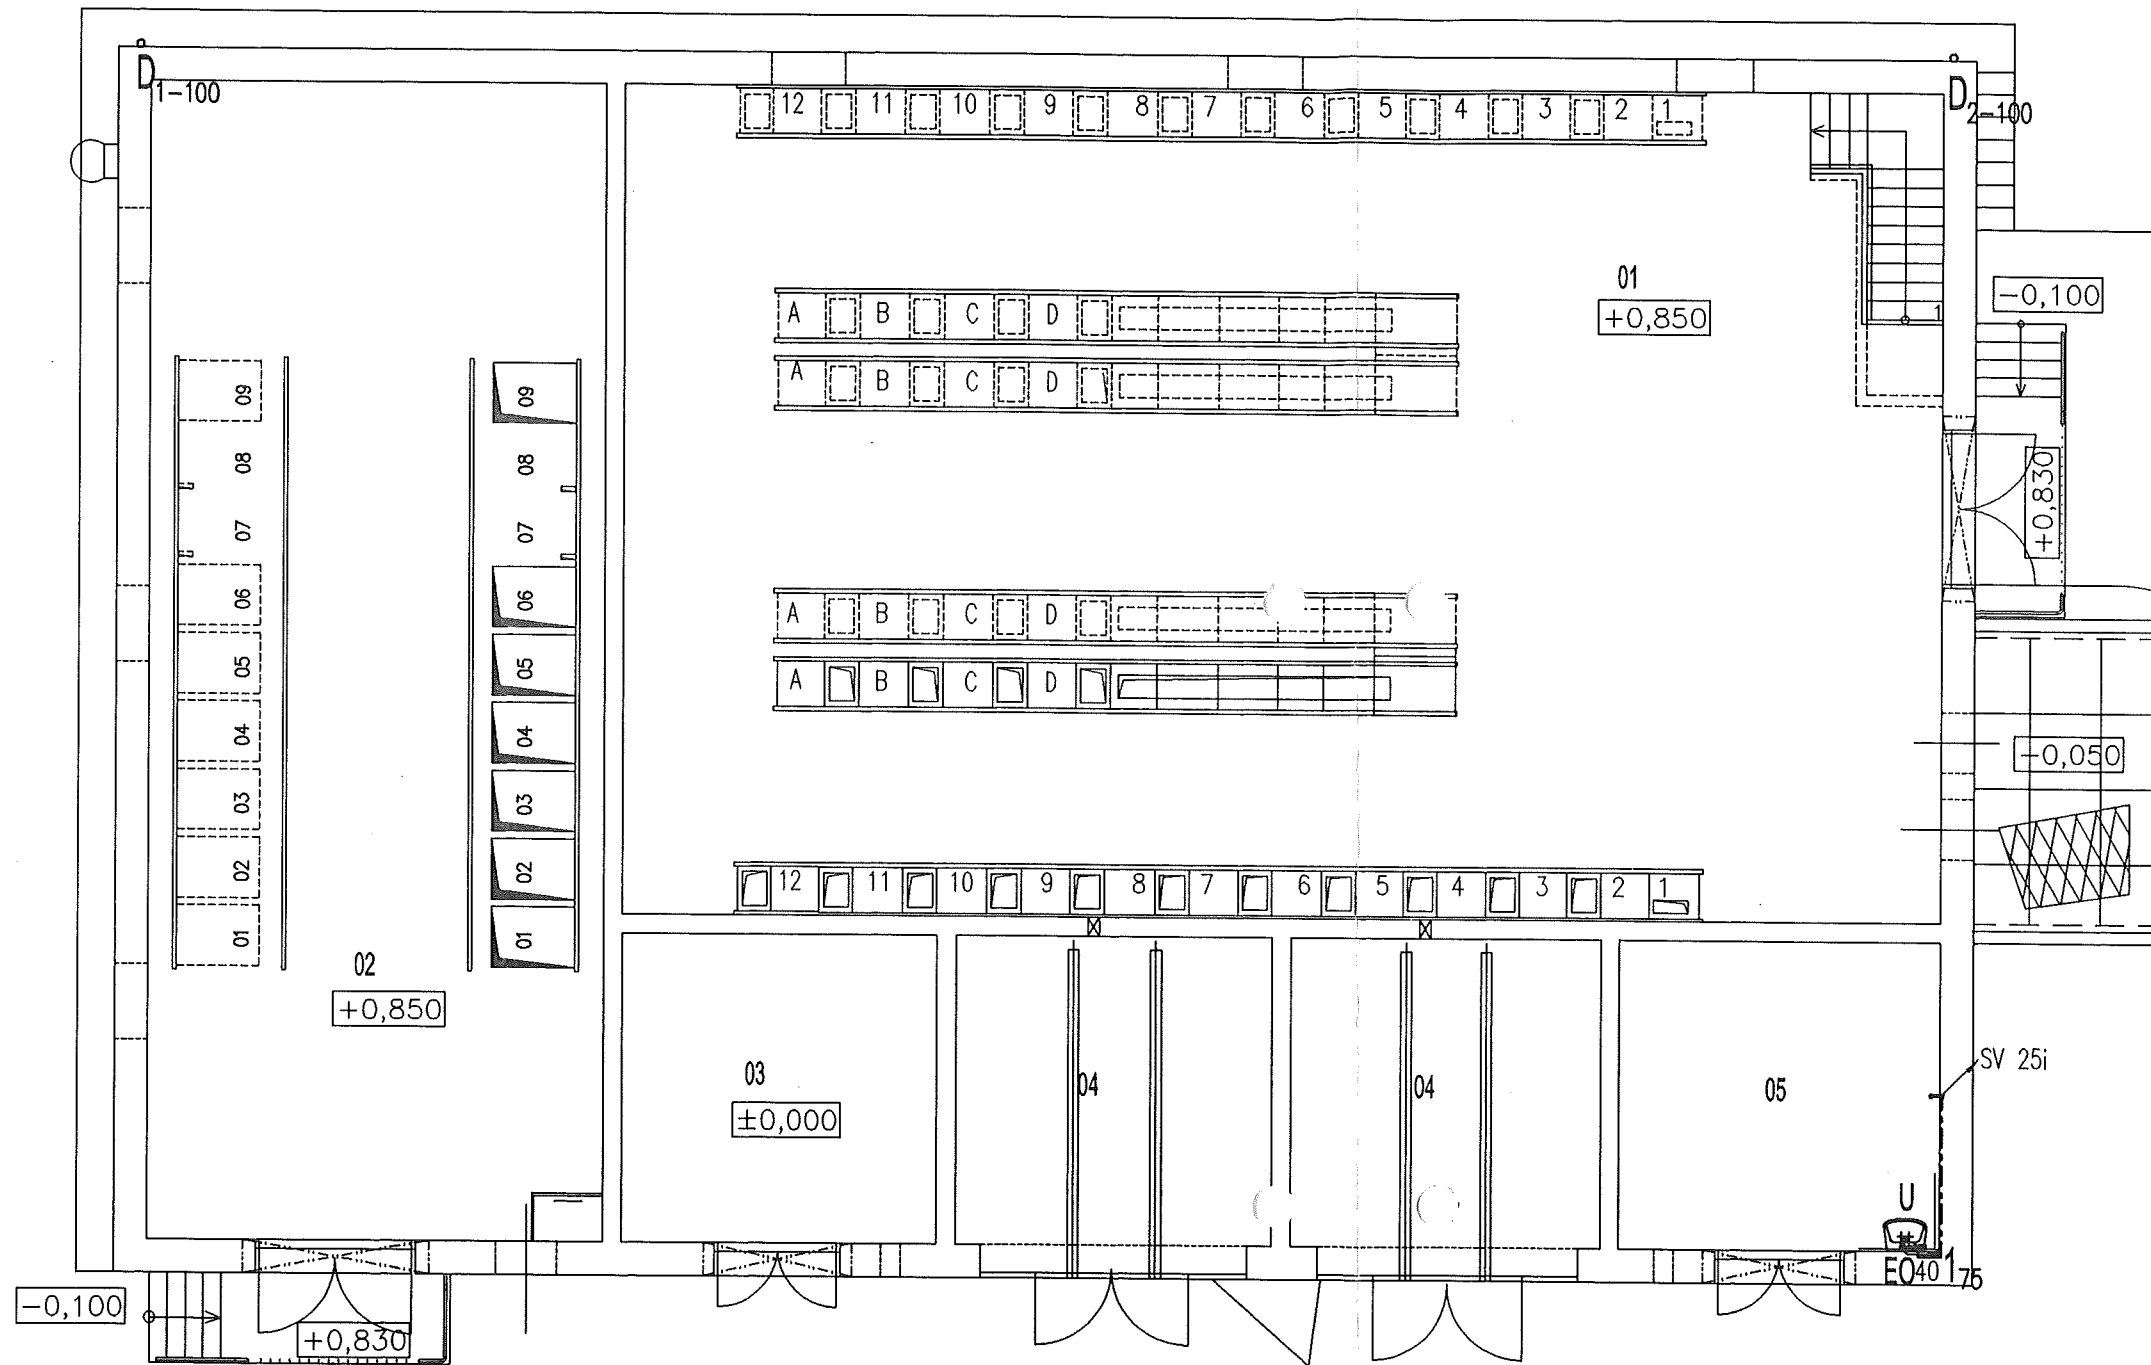 D1-100
D2-100
12 11 10 9 8 7 6 5 4 3 2 1
01
+0,850
-0,100
1
A B C D
A B C D
+0,830
09 09
08 08
07 07
06 06
05 05
04 04
03 03
02 02
01 01
A B C D
A B C D
-0,050
12 11 10 9 8 7 6 5 4 3 2 1
02
+0,850
03
±0,000
04
04
05
SV 25i
U
EO40 175
-0,100
+0,830